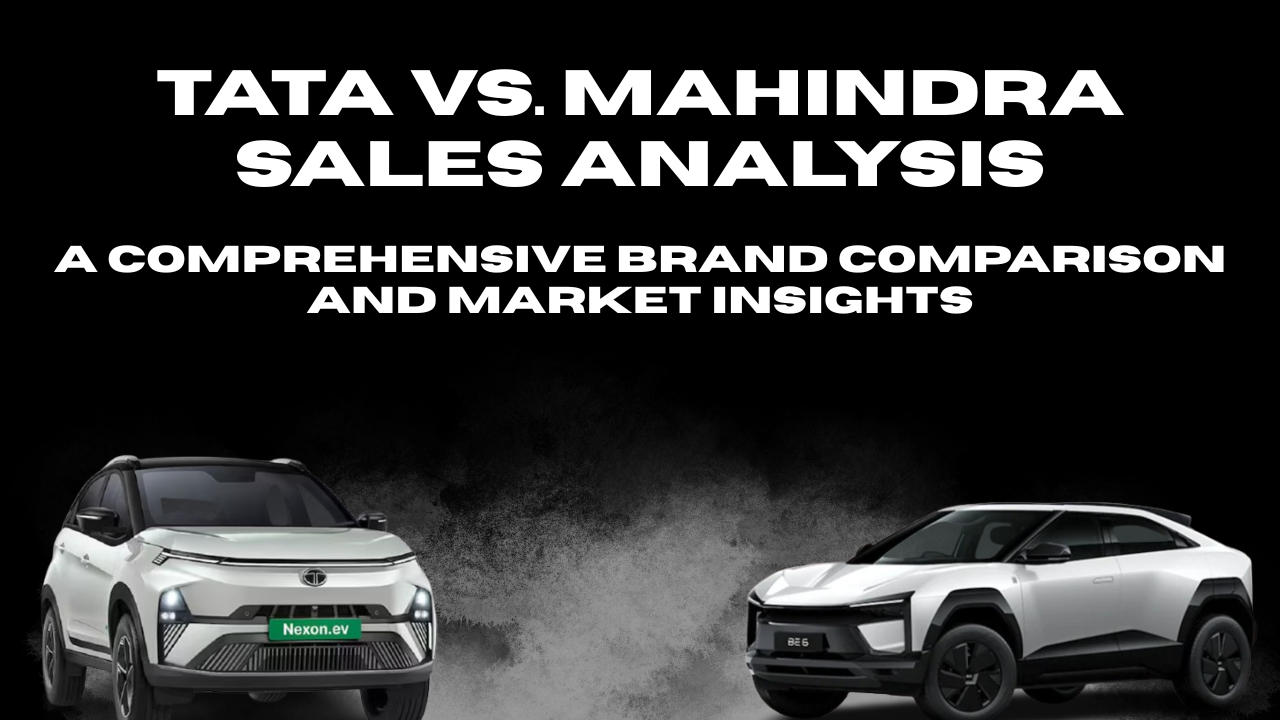 TATA VS. MAHINDRA
SALES ANALYSIS
A COMPREHENSIVE BRAND COMPARISON
AND MARKET INSIGHTS
Nexon.ev
BE 6